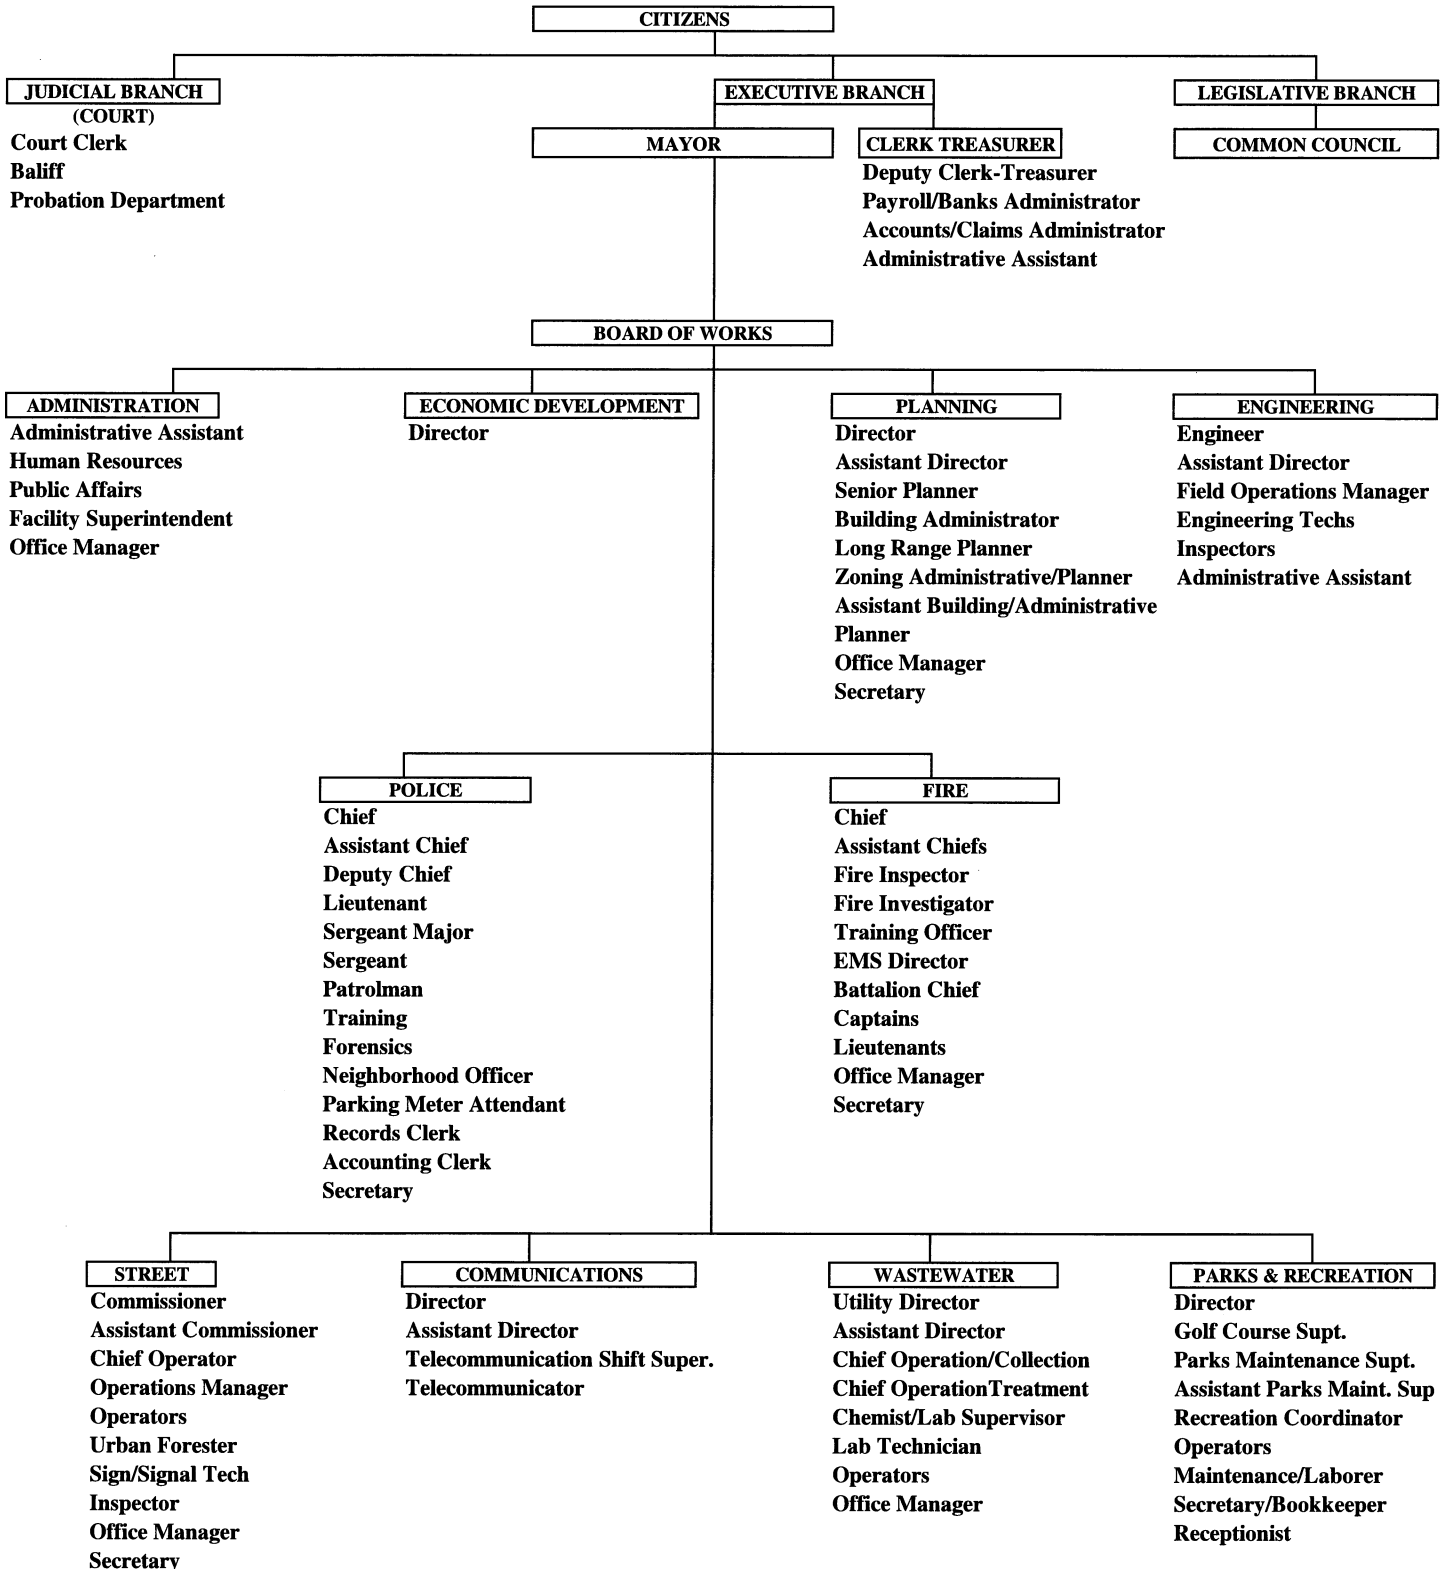 CITIZENS
JUDICIAL BRANCH
(COURT)
Court Clerk
Baliff
Probation Department
EXECUTIVE BRANCH
MAYOR
CLERK TREASURER
Deputy Clerk-Treasurer
Payroll/Banks Administrator
Accounts/Claims Administrator
Administrative Assistant
LEGISLATIVE BRANCH
COMMON COUNCIL
BOARD OF WORKS
ADMINISTRATION
Administrative Assistant
Human Resources
Public Affairs
Facility Superintendent
Office Manager
ECONOMIC DEVELOPMENT
Director
PLANNING
Director
Assistant Director
Senior Planner
Building Administrator
Long Range Planner
Zoning Administrative/Planner
Assistant Building/Administrative
Planner
Office Manager
Secretary
ENGINEERING
Engineer
Assistant Director
Field Operations Manager
Engineering Techs
Inspectors
Administrative Assistant
POLICE
Chief
Assistant Chief
Deputy Chief
Lieutenant
Sergeant Major
Sergeant
Patrolman
Training
Forensics
Neighborhood Officer
Parking Meter Attendant
Records Clerk
Accounting Clerk
Secretary
FIRE
Chief
Assistant Chiefs
Fire Inspector
Fire Investigator
Training Officer
EMS Director
Battalion Chief
Captains
Lieutenants
Office Manager
Secretary
STREET
Commissioner
Assistant Commissioner
Chief Operator
Operations Manager
Operators
Urban Forester
Sign/Signal Tech
Inspector
Office Manager
Secretary
COMMUNICATIONS
Director
Assistant Director
Telecommunication Shift Super.
Telecommunicator
WASTEWATER
Utility Director
Assistant Director
Chief Operation/Collection
Chief OperationTreatment
Chemist/Lab Supervisor
Lab Technician
Operators
Office Manager
PARKS & RECREATION
Director
Golf Course Supt.
Parks Maintenance Supt.
Assistant Parks Maint. Sup
Recreation Coordinator
Operators
Maintenance/Laborer
Secretary/Bookkeeper
Receptionist